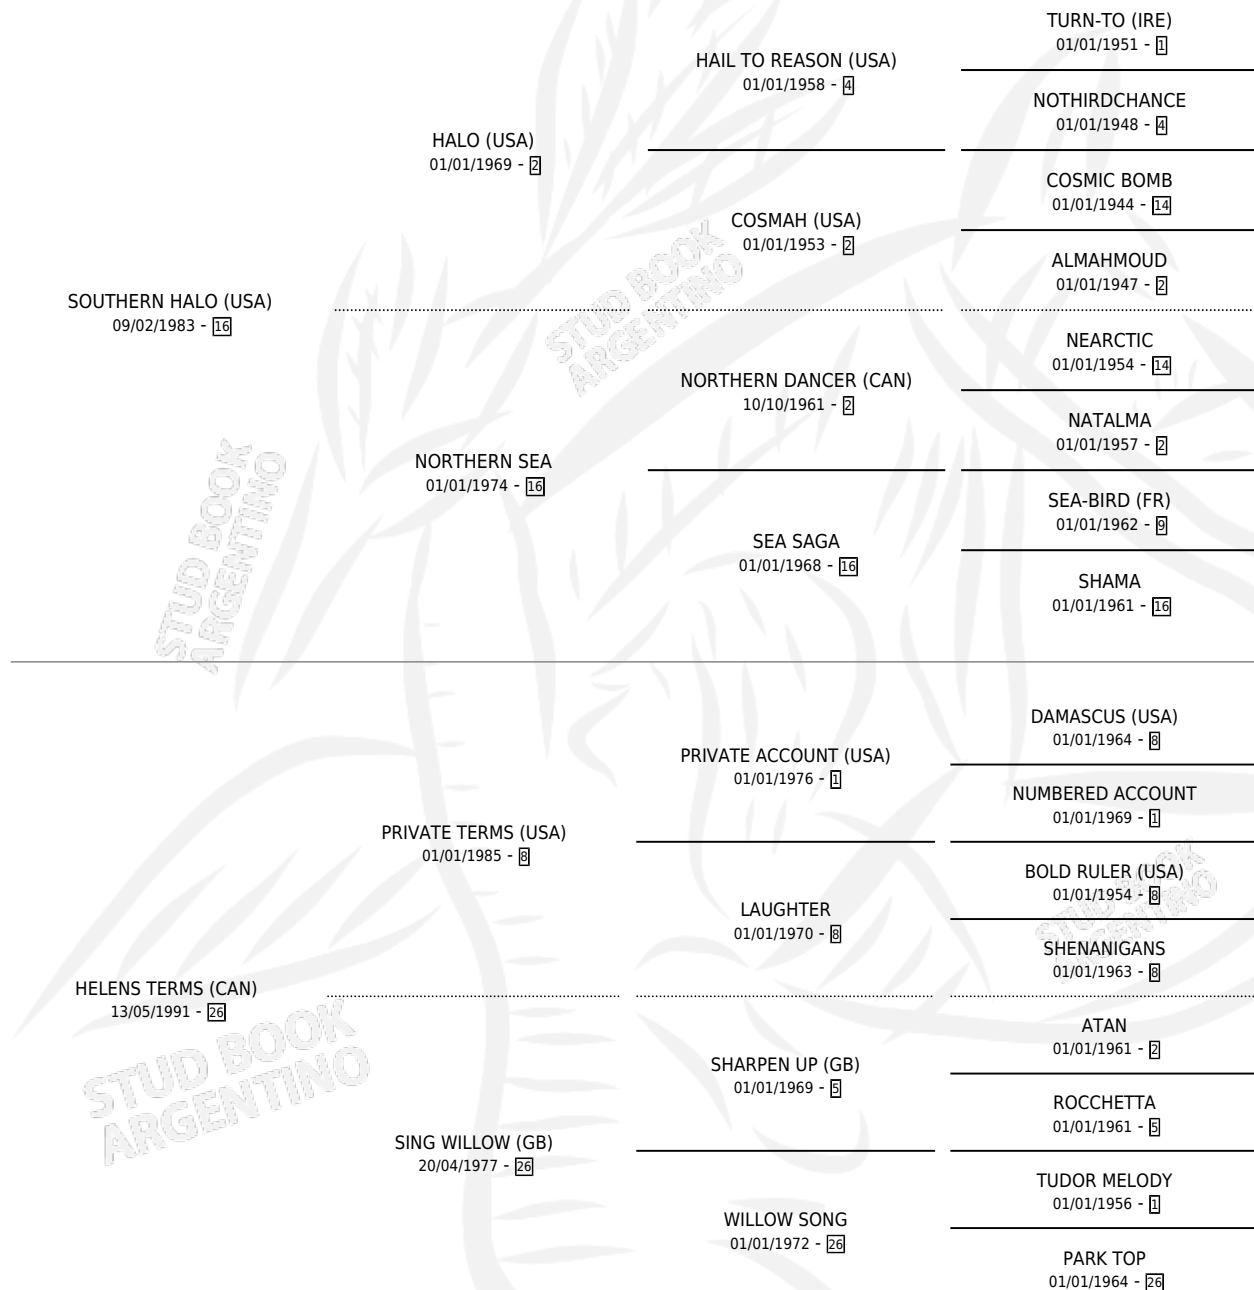 TURN-TO (IRE)
01/01/1951 - 1
HAIL TO REASON (USA)
01/01/1958 - 4
NOTHIRDCHANCE
01/01/1948 - 4
HALO (USA)
01/01/1969 - 2
COSMIC BOMB
01/01/1944 - 14
COSMAH (USA)
01/01/1953 - 2
ALMAHMOUD
01/01/1947 - 2
SOUTHERN HALO (USA)
09/02/1983 - 16
NEARCTIC
01/01/1954 - 14
NORTHERN DANCER (CAN)
10/10/1961 - 2
NATALMA
01/01/1957 - 2
NORTHERN SEA
01/01/1974 - 16
SEA-BIRD (FR)
01/01/1962 - 9
SEA SAGA
01/01/1968 - 16
SHAMA
01/01/1961 - 16
DAMASCUS (USA)
01/01/1964 - 8
PRIVATE ACCOUNT (USA)
01/01/1976 - 1
NUMBERED ACCOUNT
01/01/1969 - 1
PRIVATE TERMS (USA)
01/01/1985 - 8
BOLD RULER (USA)
01/01/1954 - 8
LAUGHTER
01/01/1970 - 8
SHENANIGANS
01/01/1963 - 8
HELENS TERMS (CAN)
13/05/1991 - 26
ATAN
01/01/1961 - 2
SHARPEN UP (GB)
01/01/1969 - 5
ROCCHETTA
01/01/1961 - 5
SING WILLOW (GB)
20/04/1977 - 26
TUDOR MELODY
01/01/1956 - 1
WILLOW SONG
01/01/1972 - 26
PARK TOP
01/01/1964 - 26
STUD BOOK
ARGENTINO
STUD BOOK
ARGENTINO
STUD BOOK
ARGENTINO
STUD BOOK
ARGENTINO